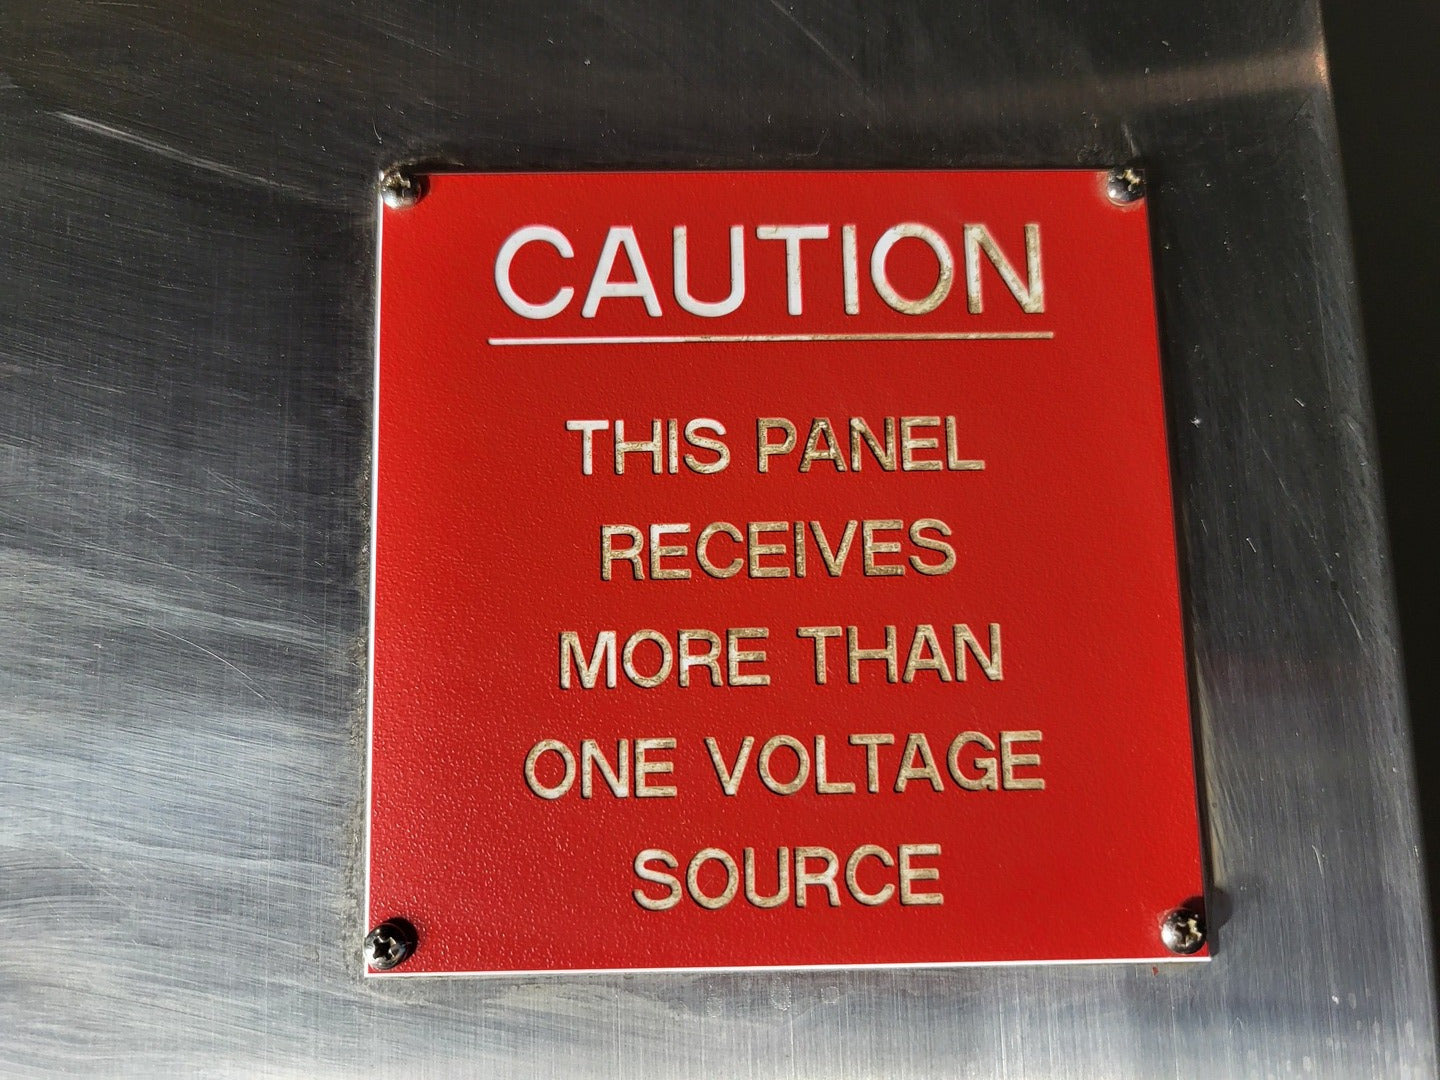 CAUTION
THIS PANEL
RECEIVES
MORE THAN
ONE VOLTAGE
SOURCE